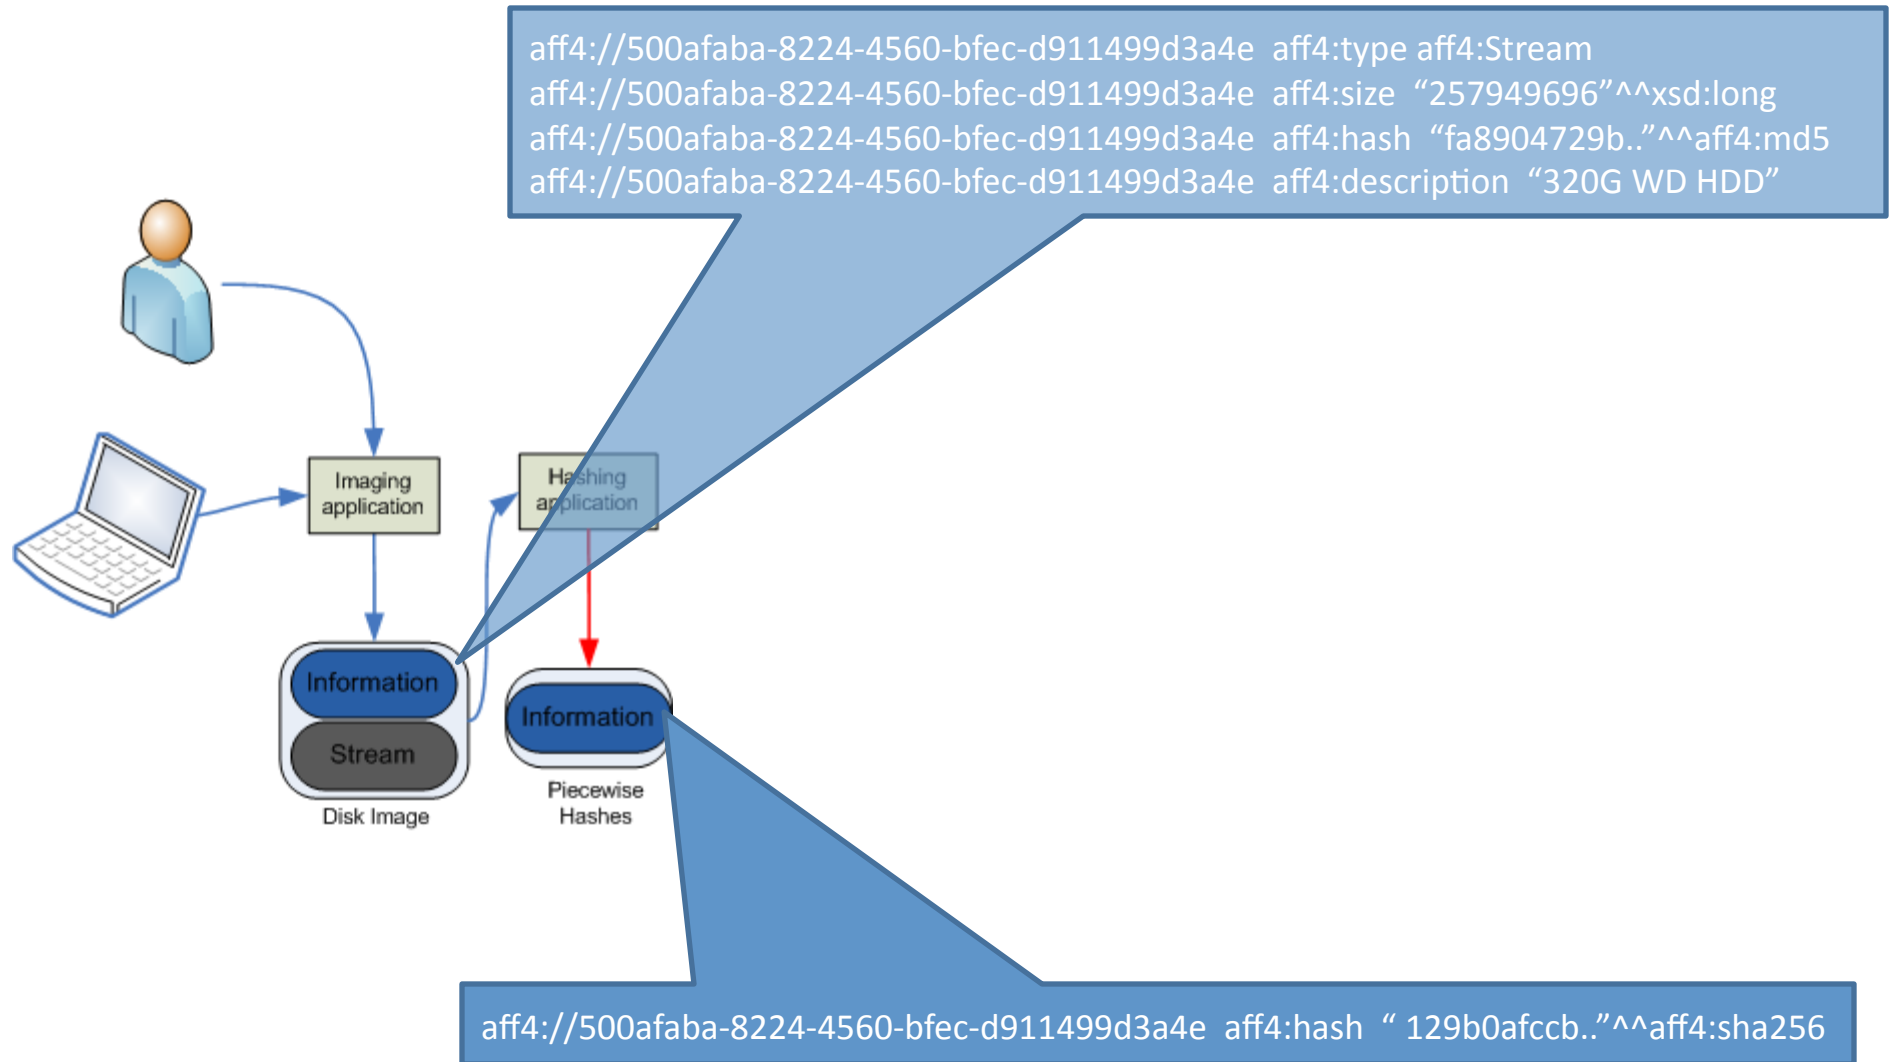 aff4://500afaba-8224-4560-bfec-d911499d3a4e  aff4:type aff4:Stream
aff4://500afaba-8224-4560-bfec-d911499d3a4e  aff4:size  “257949696”^^xsd:long
aff4://500afaba-8224-4560-bfec-d911499d3a4e  aff4:hash  “fa8904729b..”^^aff4:md5
aff4://500afaba-8224-4560-bfec-d911499d3a4e  aff4:description  “320G WD HDD”
Imaging
application
Hashing
application
Information
Stream
Disk Image
Information
Piecewise
Hashes
aff4://500afaba-8224-4560-bfec-d911499d3a4e  aff4:hash  “ 129b0afccb..”^^aff4:sha256